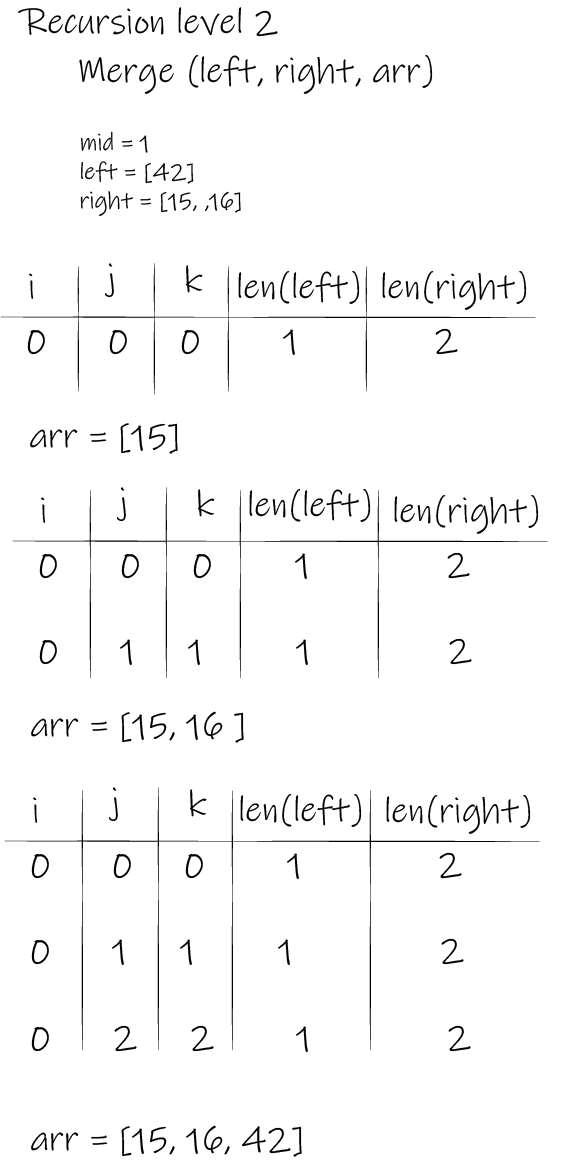 Recursion level 2
Merge (left, right, arr)
mid = 1
left = [42]
right = [15, ,16]
i j k len(left) len(right)
0 0 0 1 2
arr = [15]
i j k len(left) len(right)
0 0 0 1 2
0 1 1 1 2
arr = [15, 16 ]
i j k len(left) len(right)
0 0 0 1 2
0 1 1 1 2
0 2 2 1 2
arr = [15, 16, 42]